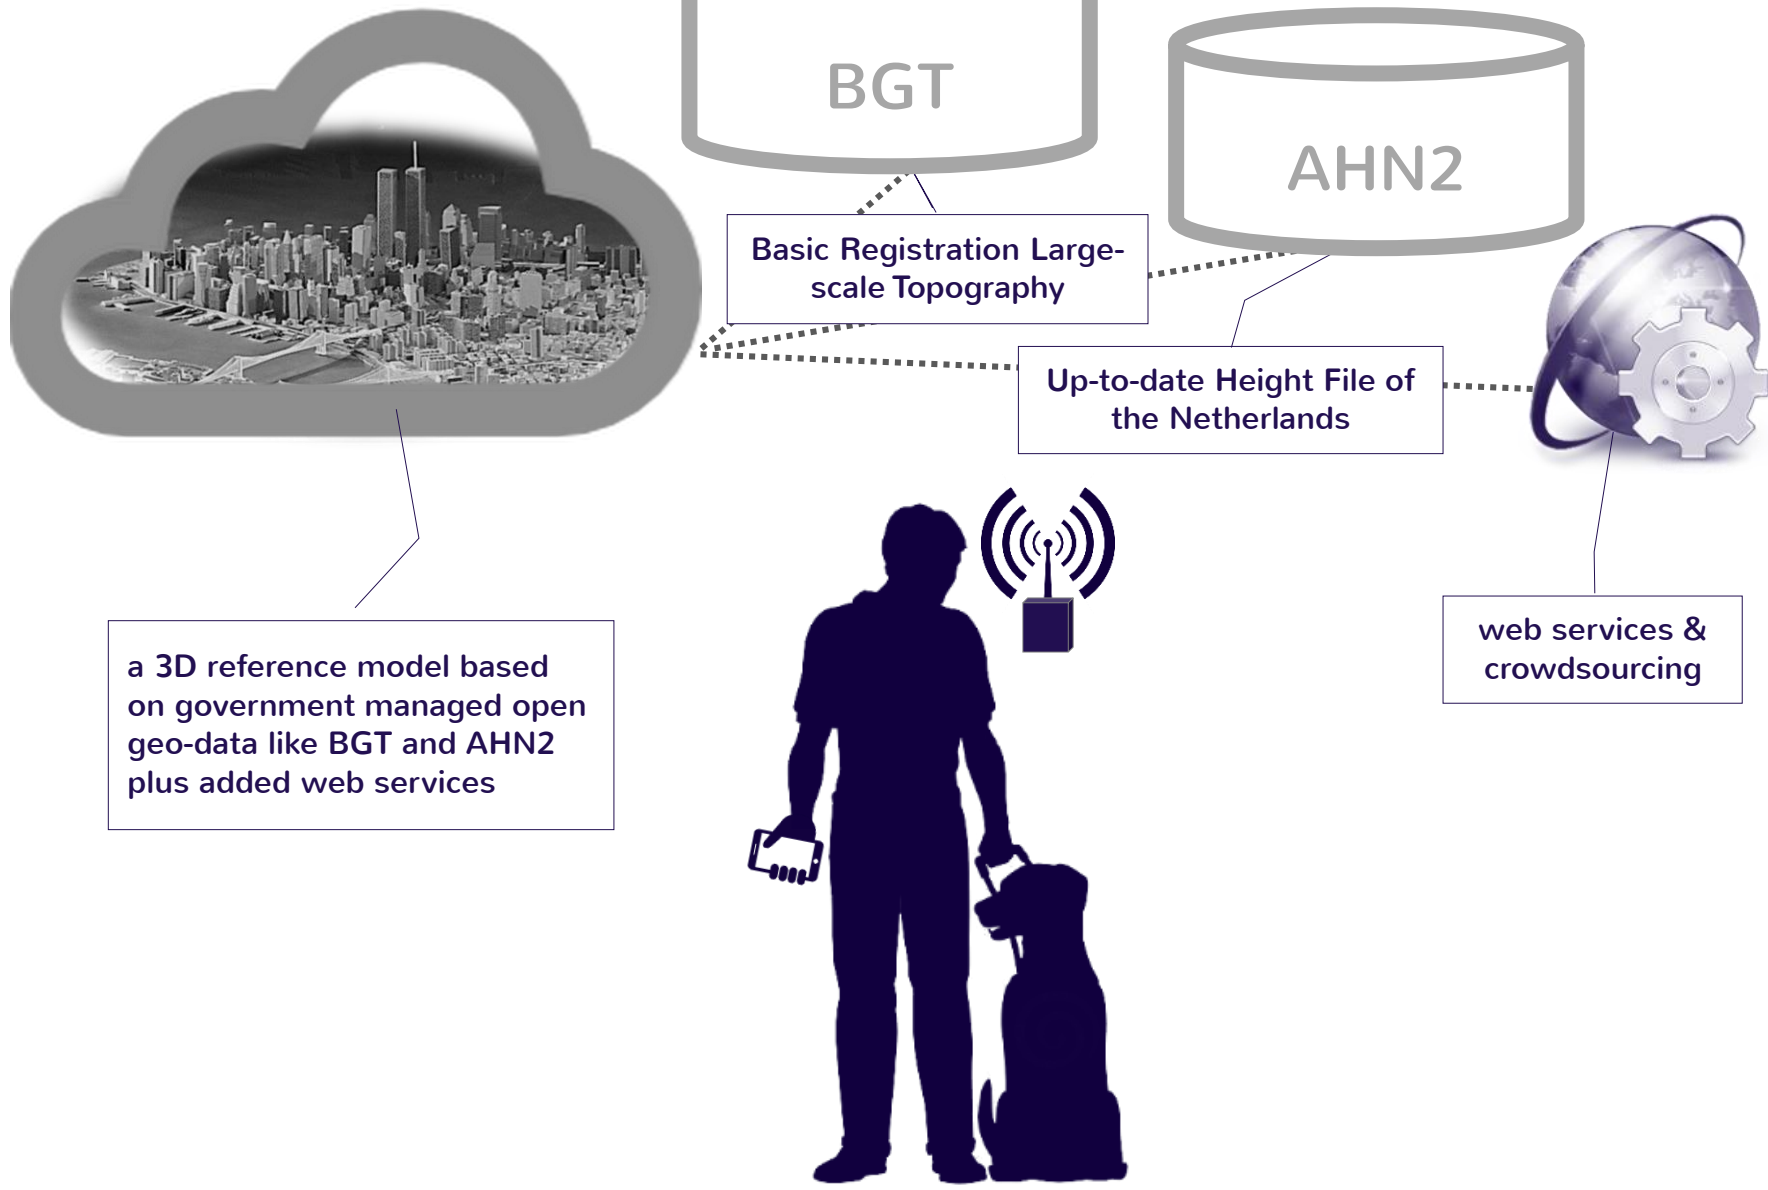 BGT
AHN2
Basic Registration Large-
scale Topography
Up-to-date Height File of
the Netherlands
a 3D reference model based
on government managed open
geo-data like BGT and AHN2
plus added web services
web services &
crowdsourcing